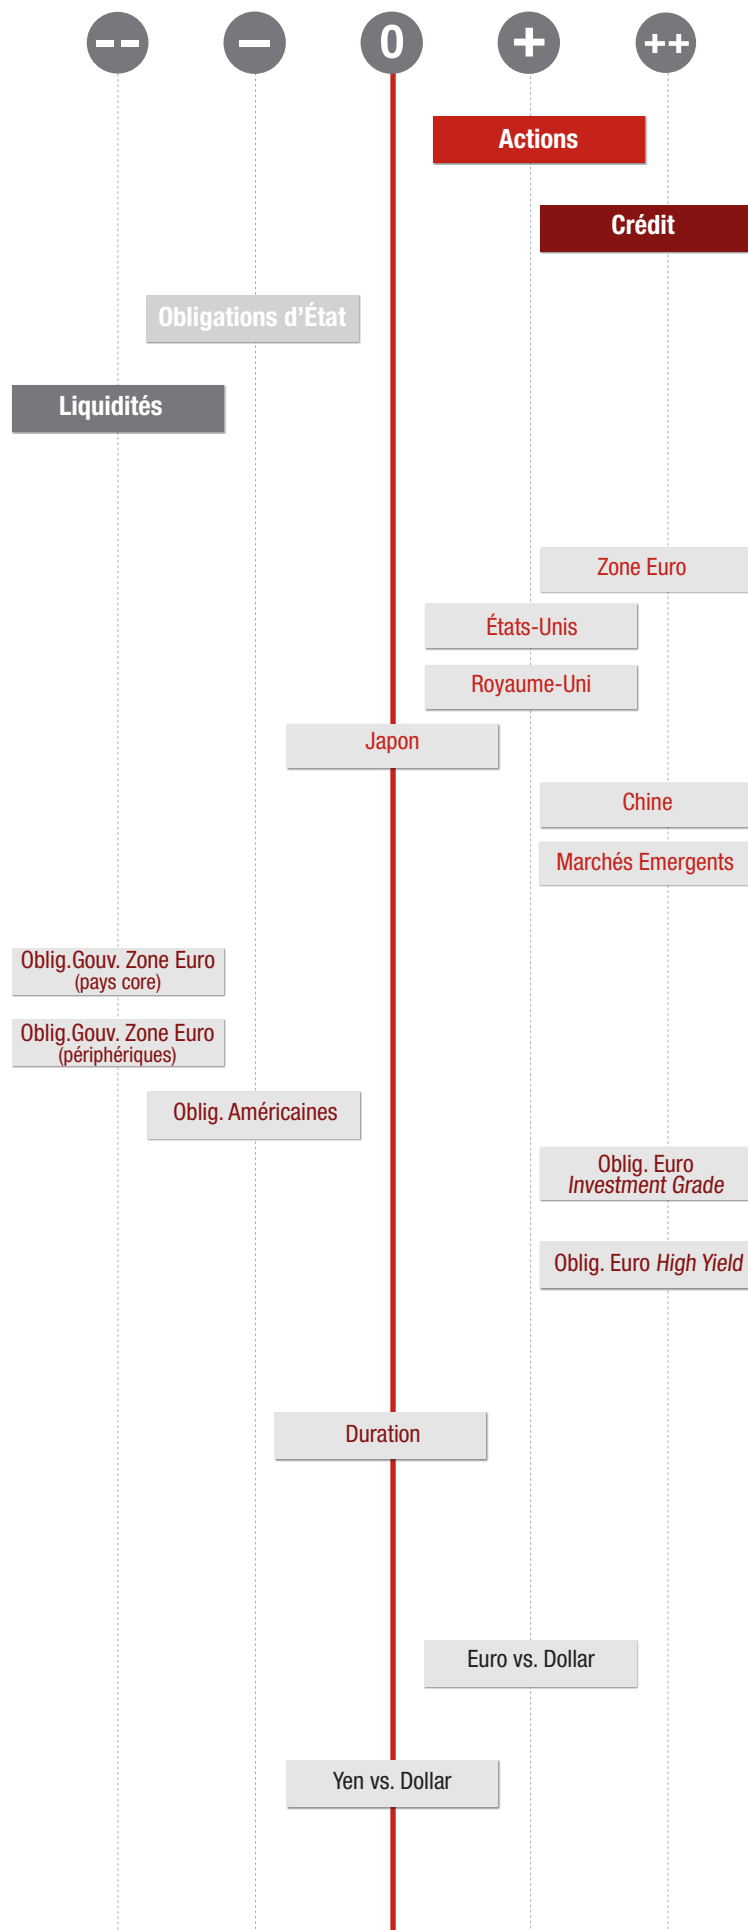 -- - 0 + ++
Actions
Crédit
Obligations d'État
Liquidités
Zone Euro
États-Unis
Royaume-Uni
Japon
Chine
Marchés Emergents
Oblig.Gouv. Zone Euro
(pays core)
Oblig.Gouv. Zone Euro
(périphériques)
Oblig. Américaines
Oblig. Euro
Investment Grade
Oblig. Euro High Yield
Duration
Euro vs. Dollar
Yen vs. Dollar